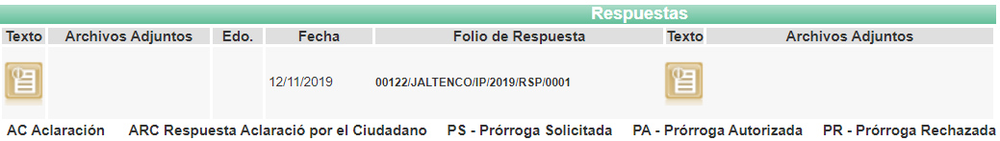 Respuestas
Texto Archivos Adjuntos Edo. Fecha Folio de Respuesta Texto Archivos Adjuntos
12/11/2019 00122/JALTENCO/IP/2019/RSP/0001
AC Aclaración ARC Respuesta Aclaració por el Ciudadano PS - Prórroga Solicitada PA - Prórroga Autorizada PR - Prórroga Rechazada